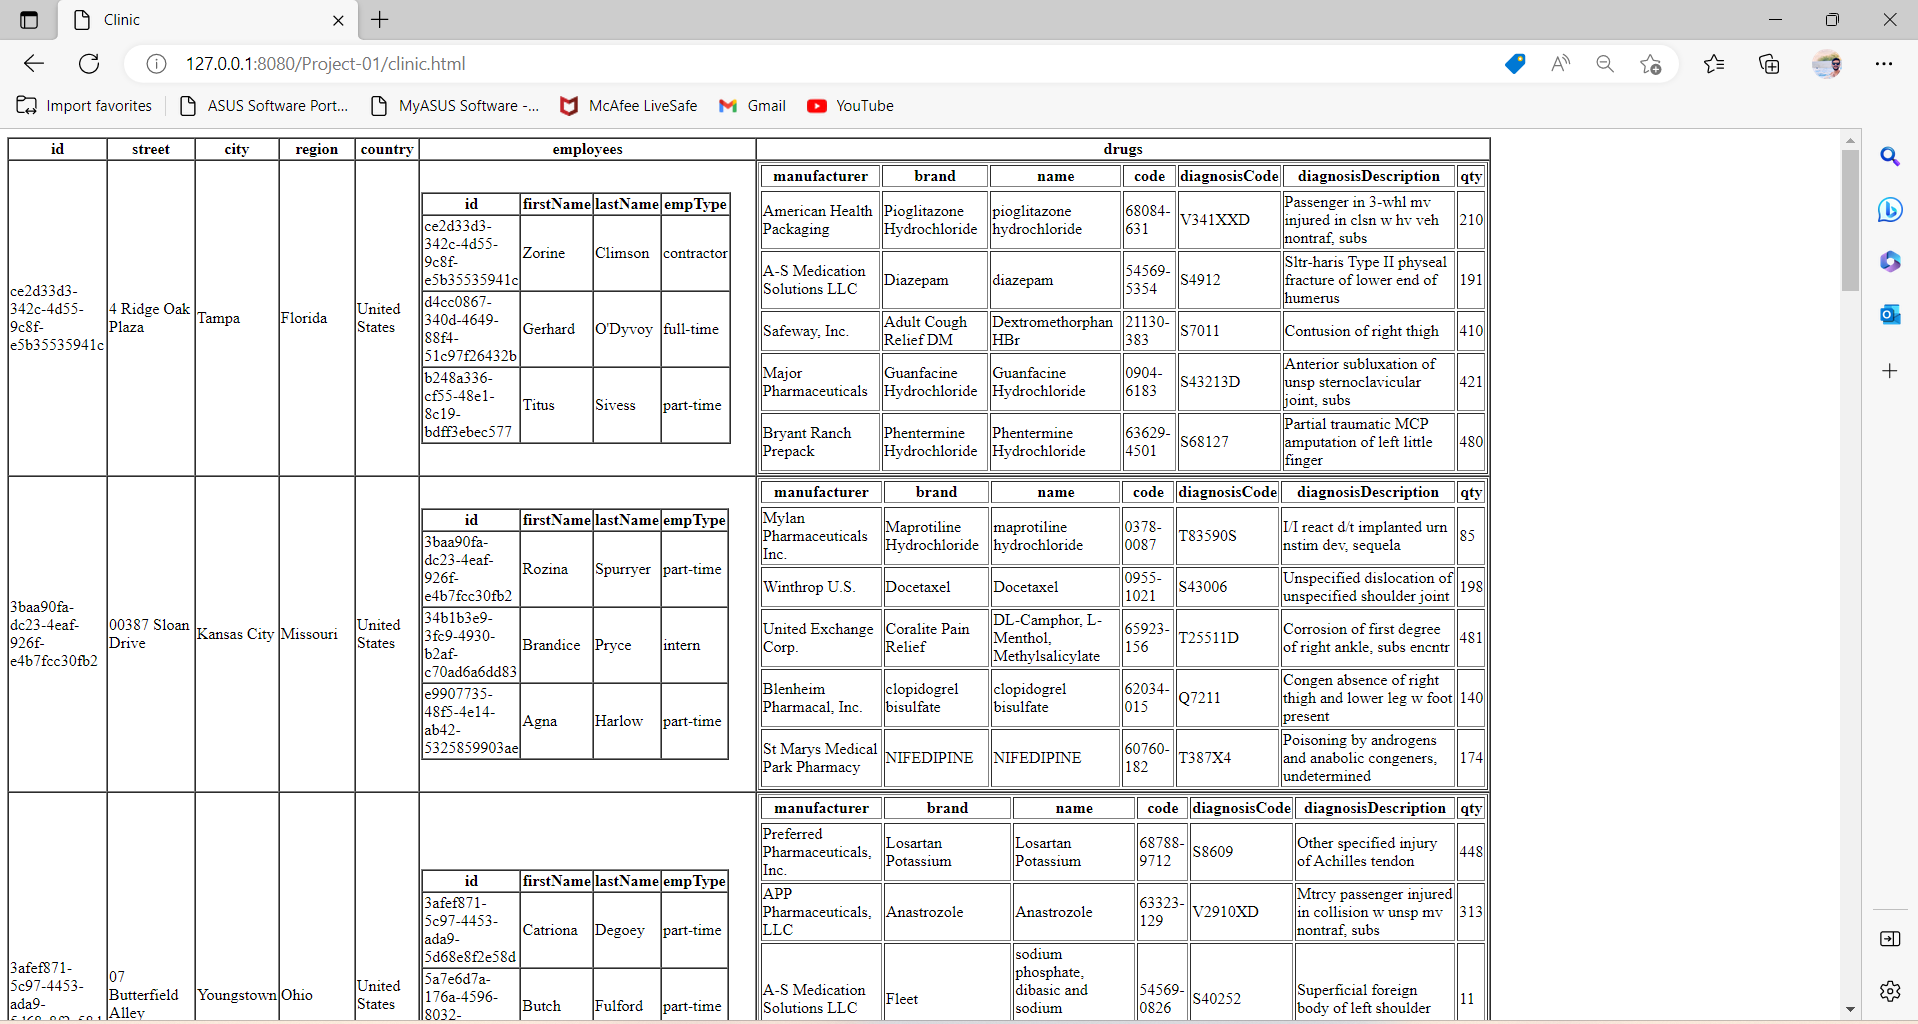 Clinic
127.0.0.1:8080/Project-01/clinic.html
Import favorites
ASUS Software Port...
MyASUS Software -...
McAfee LiveSafe
Gmail
YouTube
id street city region country employees drugs
ce2d33d3-
342c-4d55-
9c8f-
e5b35535941c
4 Ridge Oak
Plaza
Tampa
Florida
United
States
id firstName lastName empType
ce2d33d3-
342c-4d55-
9c8f-
e5b35535941c
Zorine Climson contractor
d4cc0867-
340d-4649-
88f4-
51c97f26432b
Gerhard O'Dyvoy full-time
b248a336-
cf55-48e1-
8c19-
bdff3ebec577
Titus Sivess part-time
manufacturer brand name code diagnosisCode diagnosisDescription qty
American Health
Packaging
Pioglitazone
Hydrochloride
pioglitazone
hydrochloride
68084-
631
V341XXD
Passenger in 3-whl mv
injured in clsn w hv veh
nontraf, subs
210
A-S Medication
Solutions LLC
Diazepam
diazepam
54569-
5354
S4912
Sltr-haris Type II physeal
fracture of lower end of
humerus
191
Safeway, Inc.
Adult Cough
Relief DM
Dextromethorphan
HBr
21130-
383
S7011
Contusion of right thigh
410
Major
Pharmaceuticals
Guanfacine
Hydrochloride
Guanfacine
Hydrochloride
0904-
6183
S43213D
Anterior subluxation of
unsp sternoclavicular
joint, subs
421
Bryant Ranch
Prepack
Phentermine
Hydrochloride
Phentermine
Hydrochloride
63629-
4501
S68127
Partial traumatic MCP
amputation of left little
finger
480
3baa90fa-
dc23-4eaf-
926f-
e4b7fcc30fb2
00387 Sloan
Drive
Kansas City
Missouri
United
States
id firstName lastName empType
3baa90fa-
dc23-4eaf-
926f-
e4b7fcc30fb2
Rozina Spurryer part-time
34b1b3e9-
3fc9-4930-
b2af-
c70ad6a6dd83
Brandice Pryce intern
e9907735-
48f5-4e14-
ab42-
5325859903ae
Agna Harlow part-time
manufacturer brand name code diagnosisCode diagnosisDescription qty
Mylan
Pharmaceuticals
Inc.
Maprotiline
Hydrochloride
maprotiline
hydrochloride
0378-
0087
T83590S
I/I react d/t implanted urn
nstim dev, sequela
85
Winthrop U.S.
Docetaxel
Docetaxel
0955-
1021
S43006
Unspecified dislocation of
unspecified shoulder joint
198
United Exchange
Corp.
Coralite Pain
Relief
DL-Camphor, L-
Menthol,
Methylsalicylate
65923-
156
T25511D
Corrosion of first degree
of right ankle, subs encntr
481
Blenheim
Pharmacal, Inc.
clopidogrel
bisulfate
clopidogrel
bisulfate
62034-
015
Q7211
Congen absence of right
thigh and lower leg w foot
present
140
St Marys Medical
Park Pharmacy
NIFEDIPINE
NIFEDIPINE
60760-
182
T387X4
Poisoning by androgens
and anabolic congeners,
undetermined
174
3afef871-
5c97-4453-
ada9-
5d68e8f2e58d
07
Butterfield
Alley
Youngstown
Ohio
United
States
id firstName lastName empType
3afef871-
5c97-4453-
ada9-
5d68e8f2e58d
Catriona Degoey part-time
5a7e6d7a-
176a-4596-
8032-
Butch Fulford part-time
manufacturer brand name code diagnosisCode diagnosisDescription qty
Preferred
Pharmaceuticals,
Inc.
Losartan
Potassium
Losartan
Potassium
68788-
9712
S8609
Other specified injury
of Achilles tendon
448
APP
Pharmaceuticals,
LLC
Anastrozole
Anastrozole
63323-
129
V2910XD
Mtrcy passenger injured
in collision w unsp mv
nontraf, subs
313
A-S Medication
Solutions LLC
Fleet
sodium
phosphate,
dibasic and
sodium
54569-
0826
S40252
Superficial foreign
body of left shoulder
11